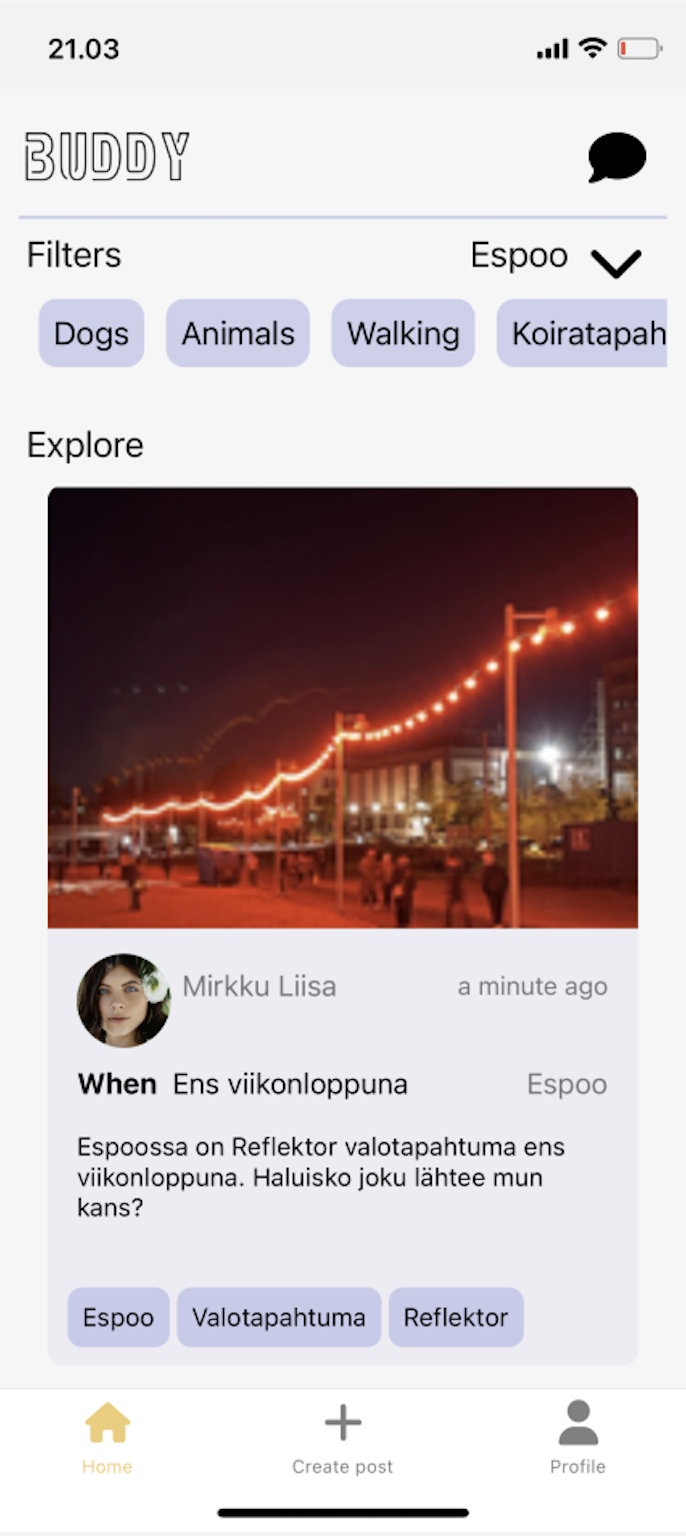 21.03
BUDDY
Filters Espoo
Dogs Animals Walking Koiratapah
Explore
Mirkku Liisa a minute ago
When Ens viikonloppuna Espoo
Espoossa on Reflektor valotapahtuma ens
viikonloppuna. Haluisko joku lähtee mun
kans?
Espoo Valotapahtuma Reflektor
Home Create post Profile